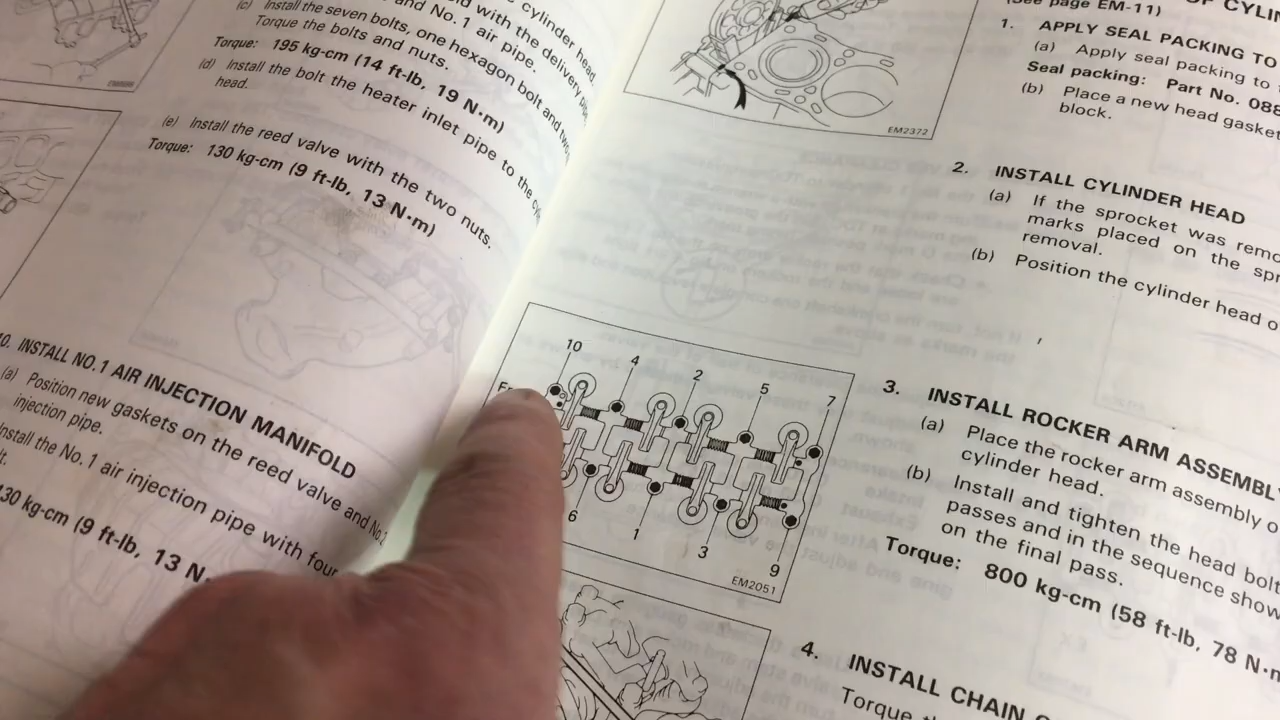 cylinder head
with the delivery
and No. 1 air pipe.
(c) Install the seven bolts, one hexagon bolt and two
Torque the bolts and nuts.
Torque: 195 kg-cm (14 ft-lb, 19 N·m)
(d) Install the bolt the heater inlet pipe to the
head.
(e) Install the reed valve with the two nuts.
Torque: 130 kg-cm (9 ft-lb, 13 N·m)
INSTALL NO.1 AIR INJECTION MANIFOLD
(a) Position new gaskets on the reed valve and No.
injection pipe.
Install the No. 1 air injection pipe with four
130 kg-cm (9 ft-lb, 13 N·
EM2372
(See page EM-11)
1. APPLY SEAL PACKING TO
(a) Apply seal packing to
Seal packing: Part No.
(b) Place a new head gasket
block.
2. INSTALL CYLINDER HEAD
(a) If the sprocket was
marks placed on the
removal.
(b) Position the cylinder head
10 4 2 5 7
6 1 3 9
EM2051
3. INSTALL ROCKER ARM ASSEMBLY
(a) Place the rocker arm assembly
cylinder head.
(b) Install and tighten the head
passes and in the sequence
on the final pass.
Torque: 800 kg-cm (58 ft-lb, 78 N·m
4. INSTALL CHAIN
Torque